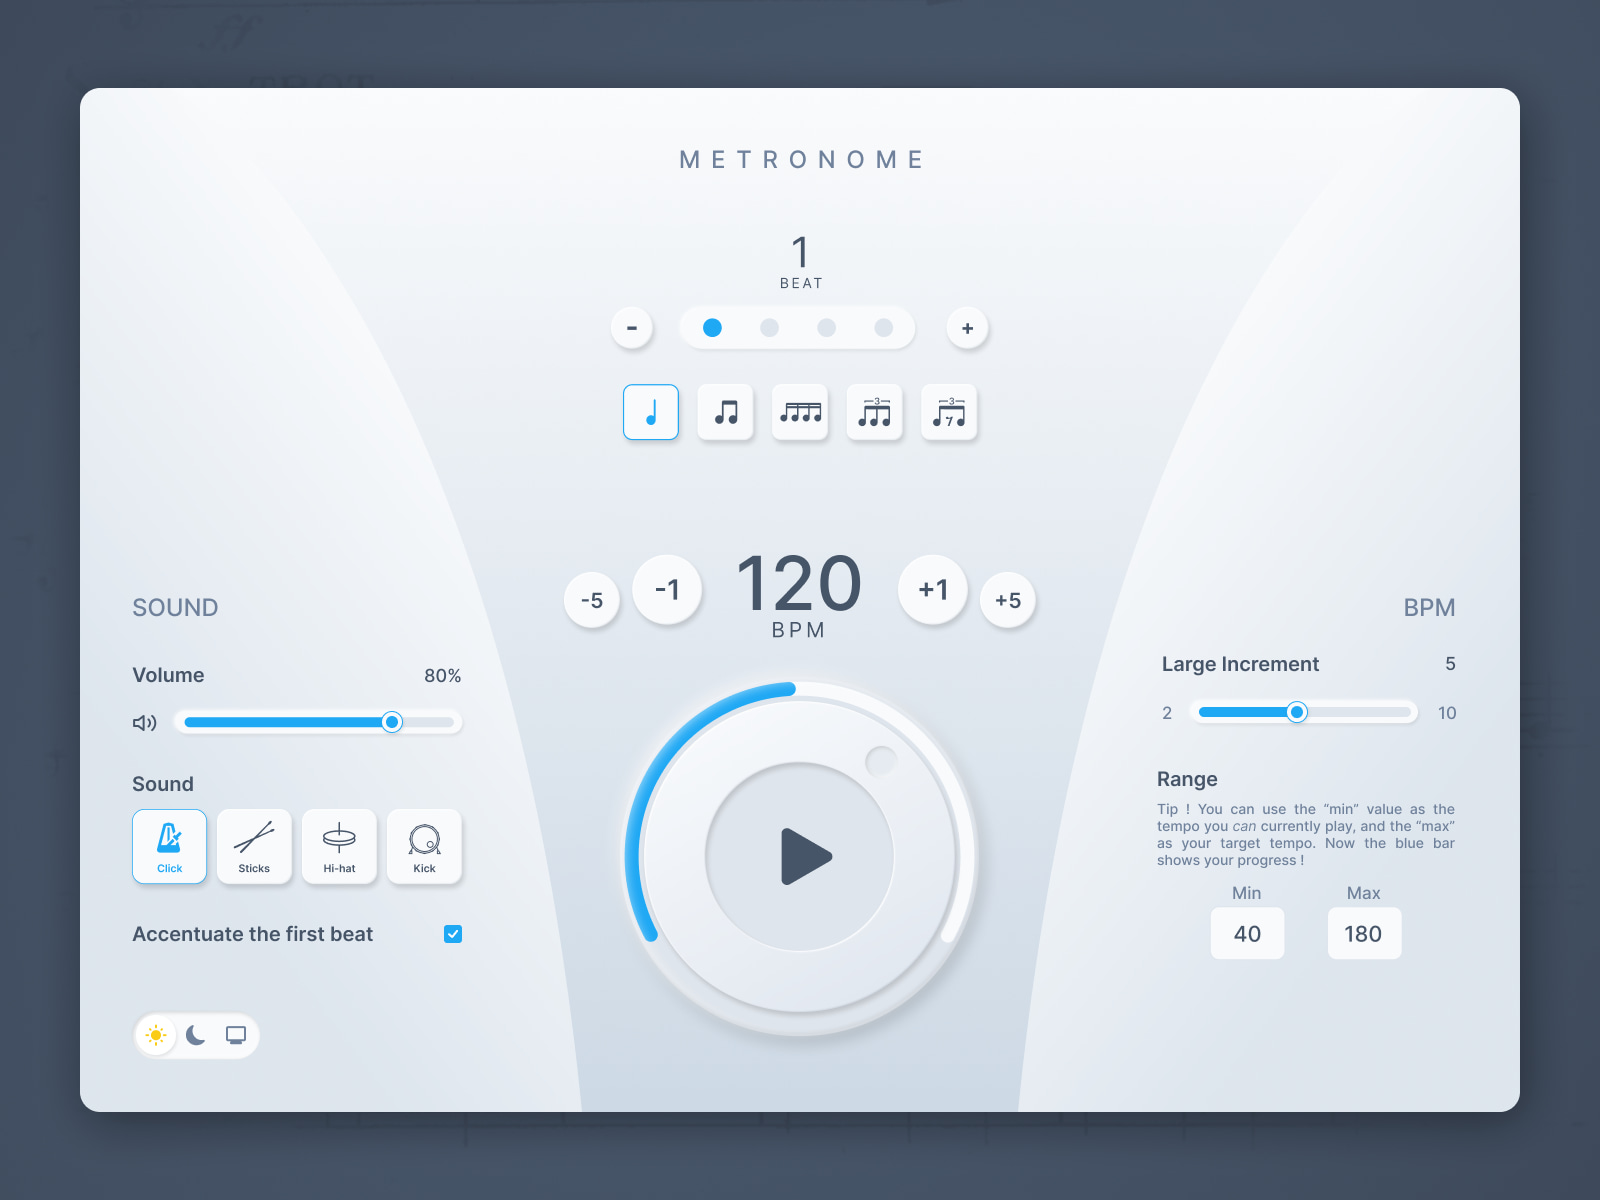 METRONOME
1
BEAT
-
+
3
3
-5
-1
120
BPM
+1
+5
SOUND
Volume
80%
Sound
Click
Sticks
Hi-hat
Kick
Accentuate the first beat
BPM
Large Increment
5
2
10
Range
Tip ! You can use the “min” value as the
tempo you can currently play, and the “max”
as your target tempo. Now the blue bar
shows your progress !
Min
Max
40
180